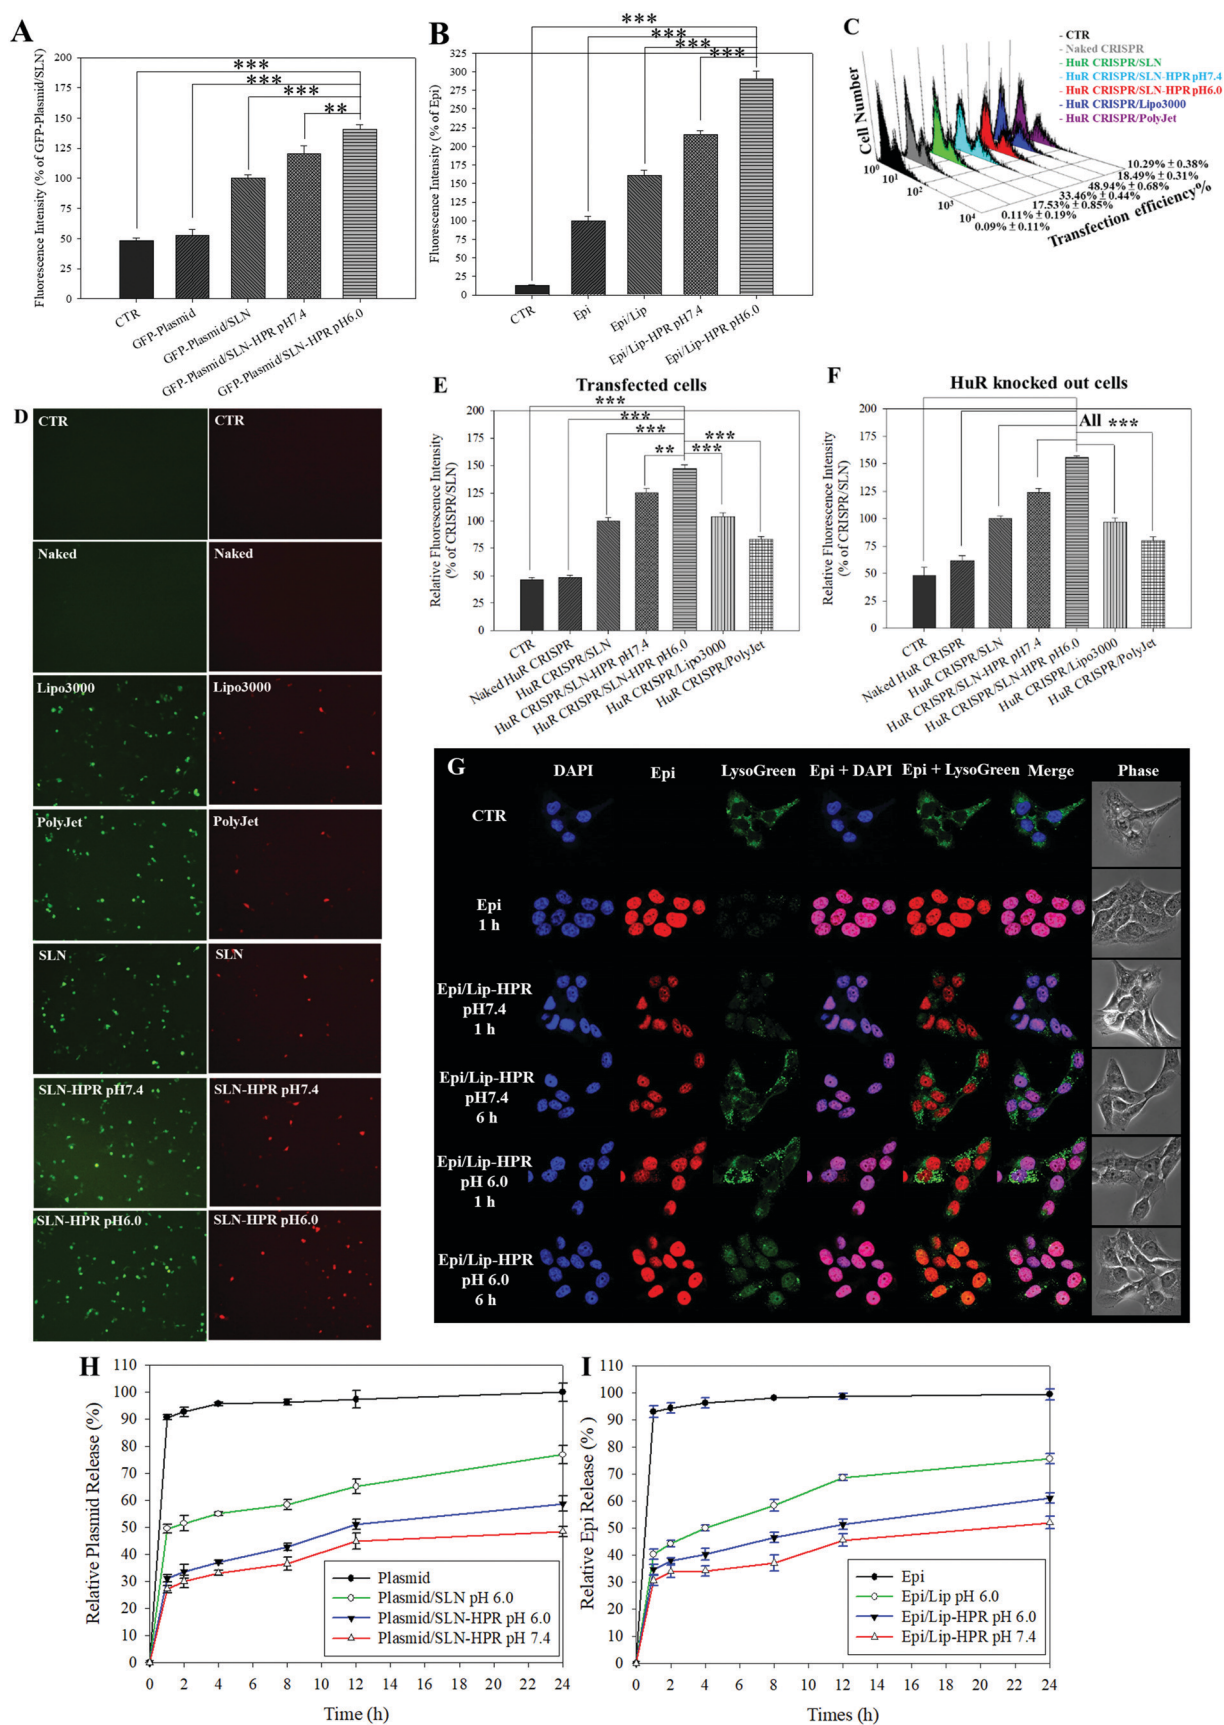 A
Fluorescence Intensity (% of GFP-Plasmid/SLN)
200
175
150
125
100
75
50
25
0
***
***
***
**
CTR
GFP-Plasmid
GFP-Plasmid/SLN
GFP-Plasmid/SLN-HPR pH7.4
GFP-Plasmid/SLN-HPR pH6.0
B
Fluorescence Intensity (% of Epi)
325
300
275
250
225
200
175
150
125
100
75
50
25
0
***
***
***
***
CTR
Epi
Epi/Lip
Epi/Lip-HPR pH7.4
Epi/Lip-HPR pH6.0
C
Cell Number
- CTR
- Naked CRISPR
- HuR CRISPR/SLN
- HuR CRISPR/SLN-HPR pH7.4
- HuR CRISPR/SLN-HPR pH6.0
- HuR CRISPR/Lipo3000
- HuR CRISPR/PolyJet
10⁰
10¹
10²
10³
10⁴
10.29% ± 0.38%
18.49% ± 0.31%
48.94% ± 0.68%
33.46% ± 0.44%
17.53% ± 0.85%
0.11% ± 0.19%
0.09% ± 0.11%
Transfection efficiency%
D
CTR
CTR
Naked
Naked
Lipo3000
Lipo3000
PolyJet
PolyJet
SLN
SLN
SLN-HPR pH7.4
SLN-HPR pH7.4
SLN-HPR pH6.0
SLN-HPR pH6.0
E
Transfected cells
Relative Fluorescence Intensity
(% of CRISPR/SLN)
200
175
150
125
100
75
50
25
0
***
***
***
***
**
***
CTR
Naked HuR CRISPR
HuR CRISPR/SLN
HuR CRISPR/SLN-HPR pH7.4
HuR CRISPR/SLN-HPR pH6.0
HuR CRISPR/Lipo3000
HuR CRISPR/PolyJet
F
HuR knocked out cells
Relative Fluorescence Intensity
(% of CRISPR/SLN)
200
175
150
125
100
75
50
25
0
All ***
CTR
Naked HuR CRISPR
HuR CRISPR/SLN
HuR CRISPR/SLN-HPR pH7.4
HuR CRISPR/SLN-HPR pH6.0
HuR CRISPR/Lipo3000
HuR CRISPR/PolyJet
G
DAPI Epi LysoGreen Epi + DAPI Epi + LysoGreen Merge Phase
CTR
Epi
1 h
Epi/Lip-HPR
pH7.4
1 h
Epi/Lip-HPR
pH7.4
6 h
Epi/Lip-HPR
pH 6.0
1 h
Epi/Lip-HPR
pH 6.0
6 h
H
Relative Plasmid Release (%)
110
100
90
80
70
60
50
40
30
20
10
0
Plasmid
Plasmid/SLN pH 6.0
Plasmid/SLN-HPR pH 6.0
Plasmid/SLN-HPR pH 7.4
0 2 4 6 8 10 12 14 16 18 20 22 24
Time (h)
I
Relative Epi Release (% )
110
100
90
80
70
60
50
40
30
20
10
0
Epi
Epi/Lip pH 6.0
Epi/Lip-HPR pH 6.0
Epi/Lip-HPR pH 7.4
0 2 4 6 8 10 12 14 16 18 20 22 24
Times (h)